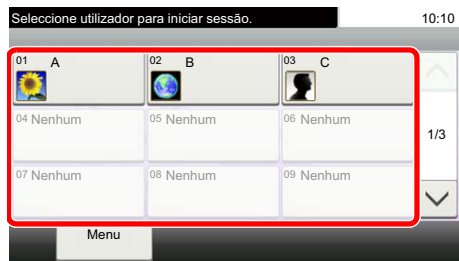 Seleccione utilizador para iniciar sessão. 10:10
01 A 02 B 03 C
04 Nenhum 05 Nenhum 06 Nenhum
1/3
07 Nenhum 08 Nenhum 09 Nenhum
Menu